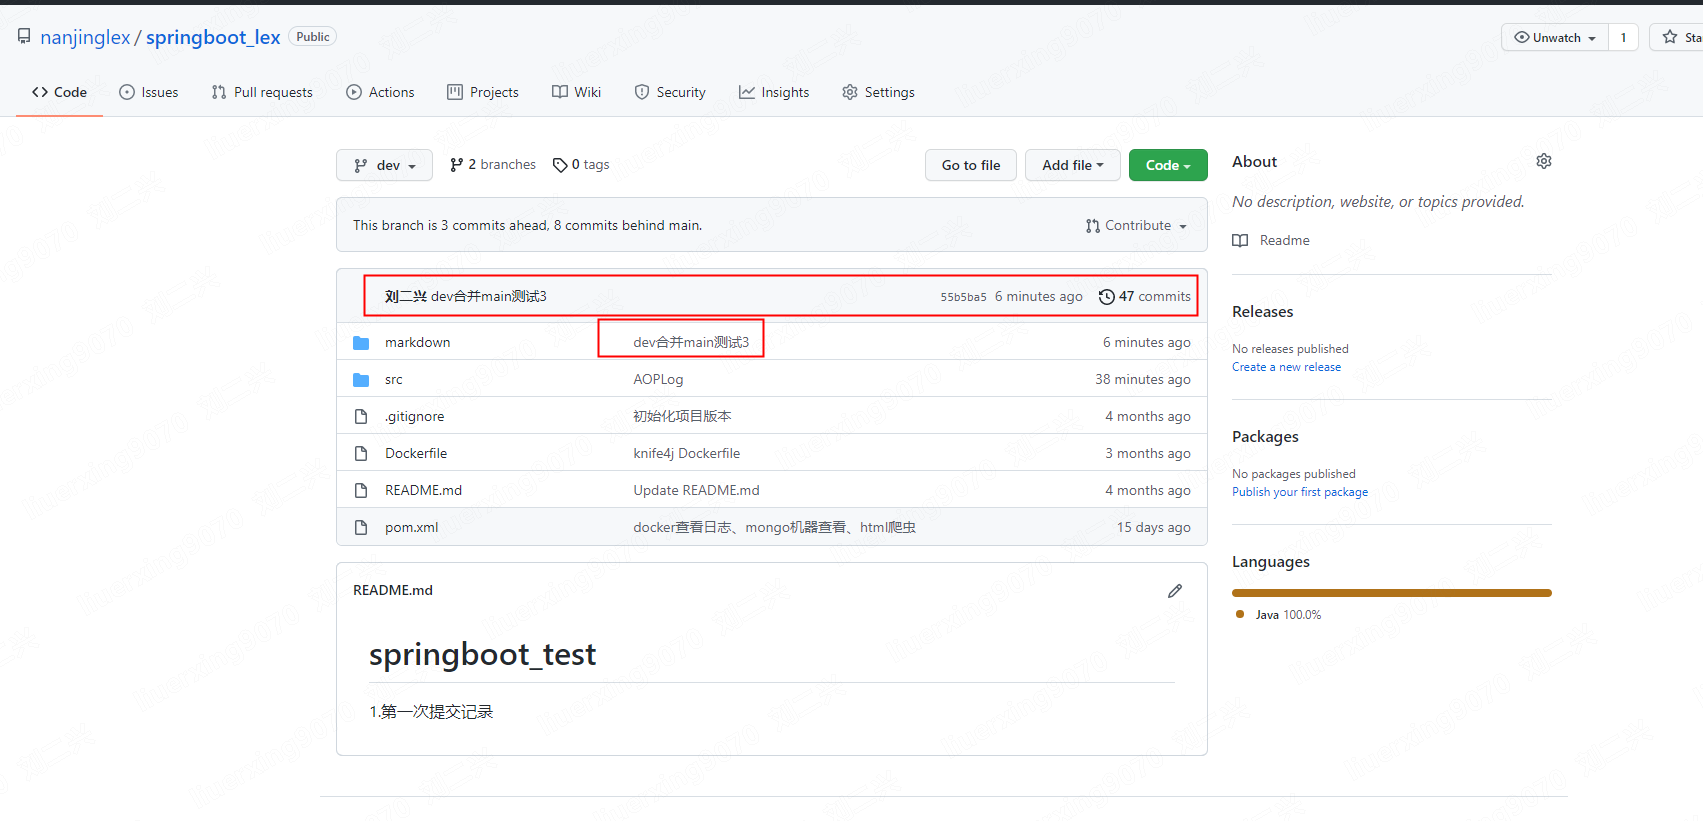 nanjinglex / springboot_lex Public
Unwatch 1 Sta
Code Issues Pull requests Actions Projects Wiki Security Insights Settings
dev 2 branches 0 tags Go to file Add file Code
This branch is 3 commits ahead, 8 commits behind main. Contribute
刘二兴 dev合并main测试3 55b5ba5 6 minutes ago 47 commits
markdown dev合并main测试3 6 minutes ago
src AOPLog 38 minutes ago
.gitignore 初始化项目版本 4 months ago
Dockerfile knife4j Dockerfile 3 months ago
README.md Update README.md 4 months ago
pom.xml docker查看日志、mongo机器查看、html爬虫 15 days ago
README.md
springboot_test
1.第一次提交记录
About
No description, website, or topics provided.
Readme
Releases
No releases published
Create a new release
Packages
No packages published
Publish your first package
Languages
Java 100.0%
liuerxing9070 刘二兴